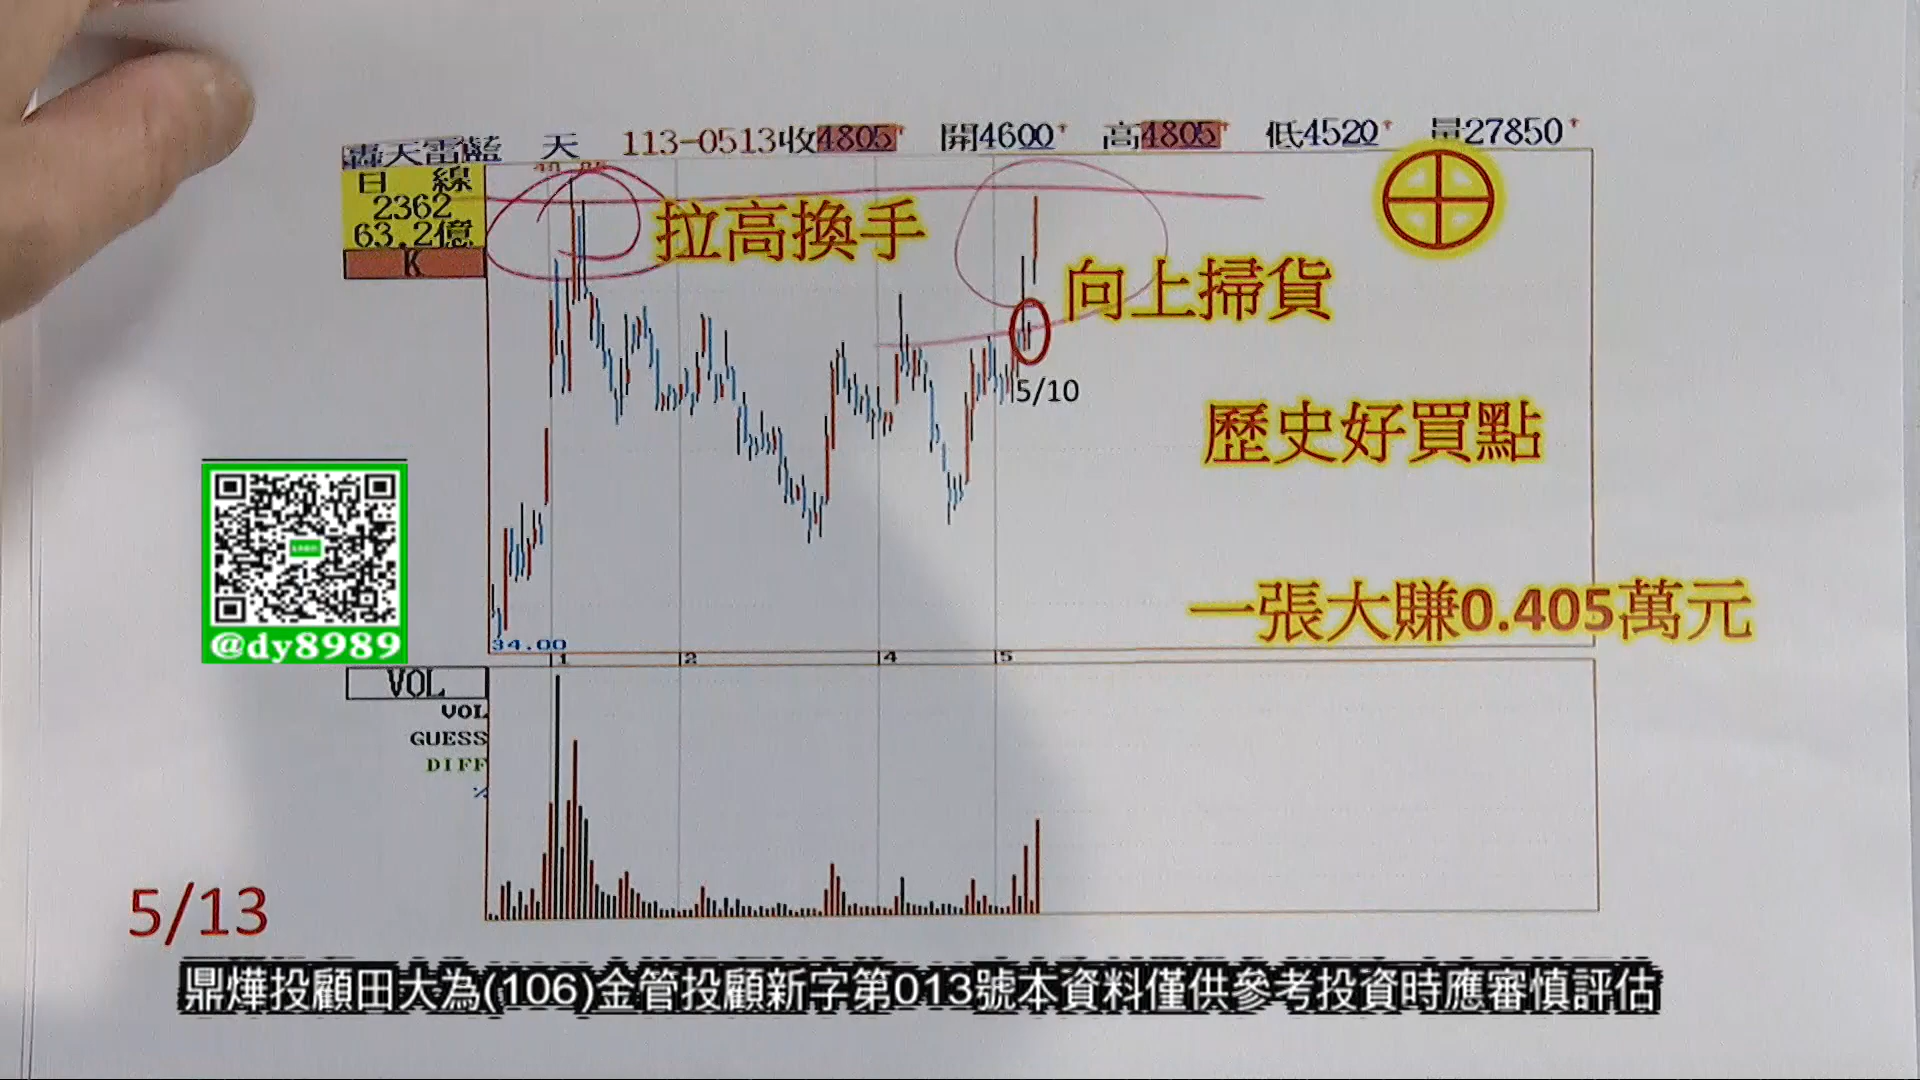 轟天雷藍 天 113-0513收4805 開4600 高4805 低4520 量27850
日 線
2362
63.2億
K
拉高換手
向上掃貨
5/10
歷史好買點
一張大賺0.405萬元
@dy8989
34.00
1 2 4 5
VOL
VOL
GUESS
DIFF
%
5/13
鼎燁投顧田大為(106)金管投顧新字第013號本資料僅供參考投資時應審慎評估